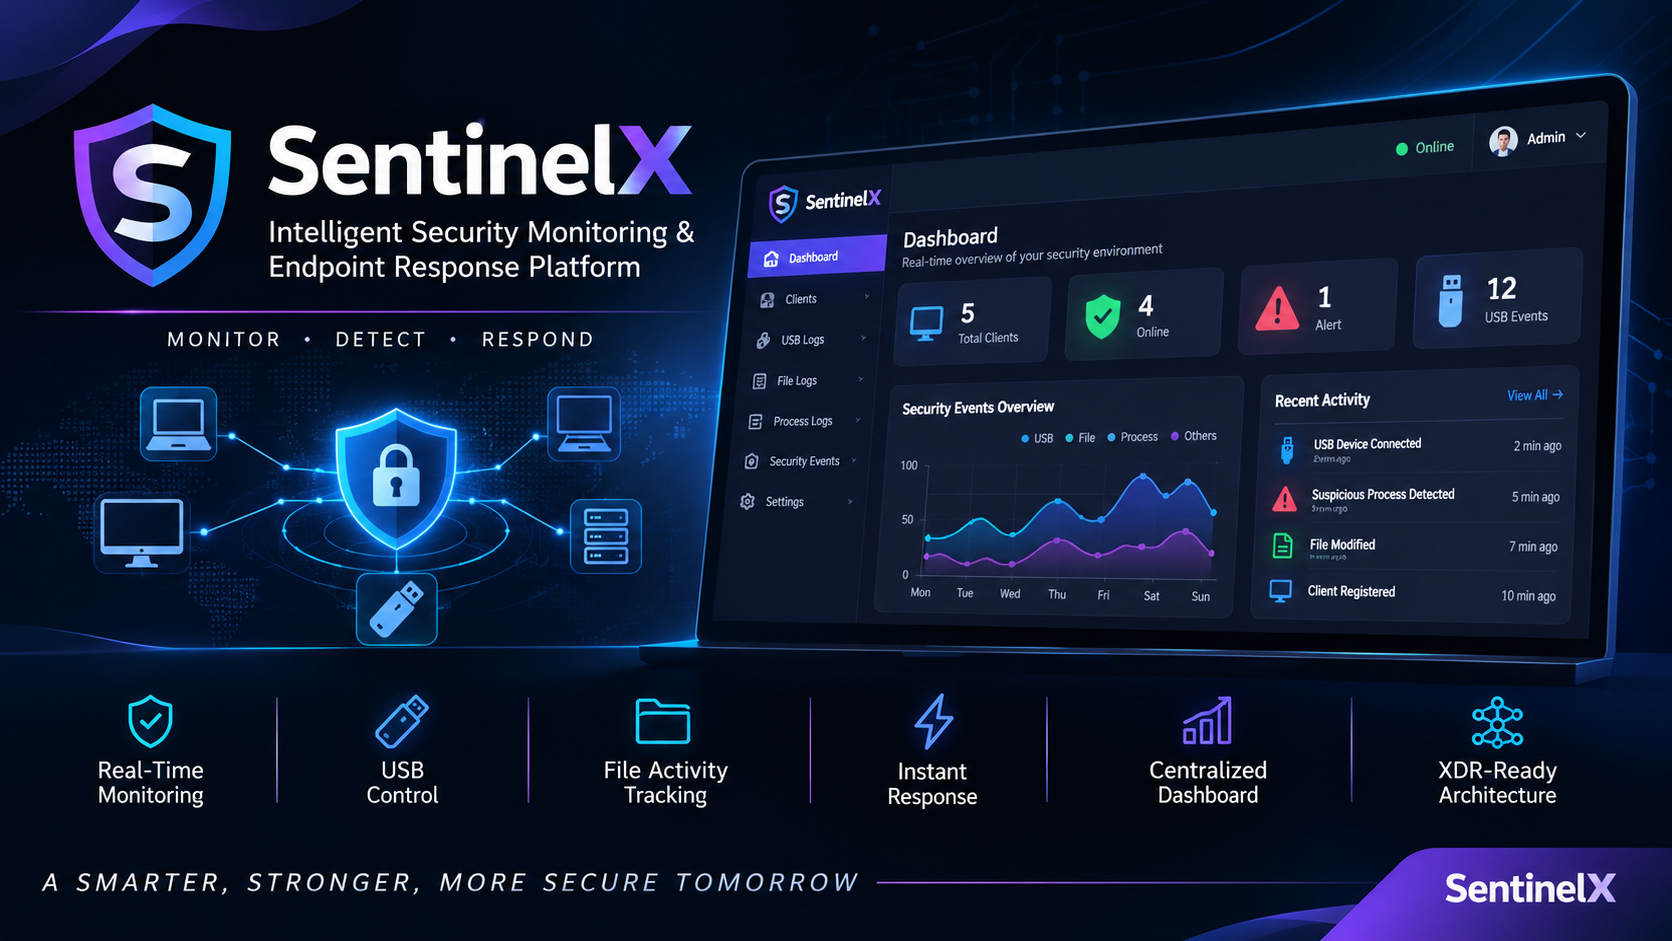 SentinelX
Intelligent Security Monitoring &
Endpoint Response Platform
MONITOR • DETECT • RESPOND
S
SentinelX
Online
Admin
Dashboard
Clients
USB Logs
File Logs
Process Logs
Security Events
Settings
Dashboard
Real-time overview of your security environment
5
Total Clients
4
Online
1
Alert
12
USB Events
Security Events Overview
USB File Process Others
100
50
0
Mon Tue Wed Thu Fri Sat Sun
Recent Activity
View All →
USB Device Connected
2 min ago
Suspicious Process Detected
5 min ago
File Modified
7 min ago
Client Registered
10 min ago
Real-Time
Monitoring
USB
Control
File Activity
Tracking
Instant
Response
Centralized
Dashboard
XDR-Ready
Architecture
A SMARTER, STRONGER, MORE SECURE TOMORROW
SentinelX